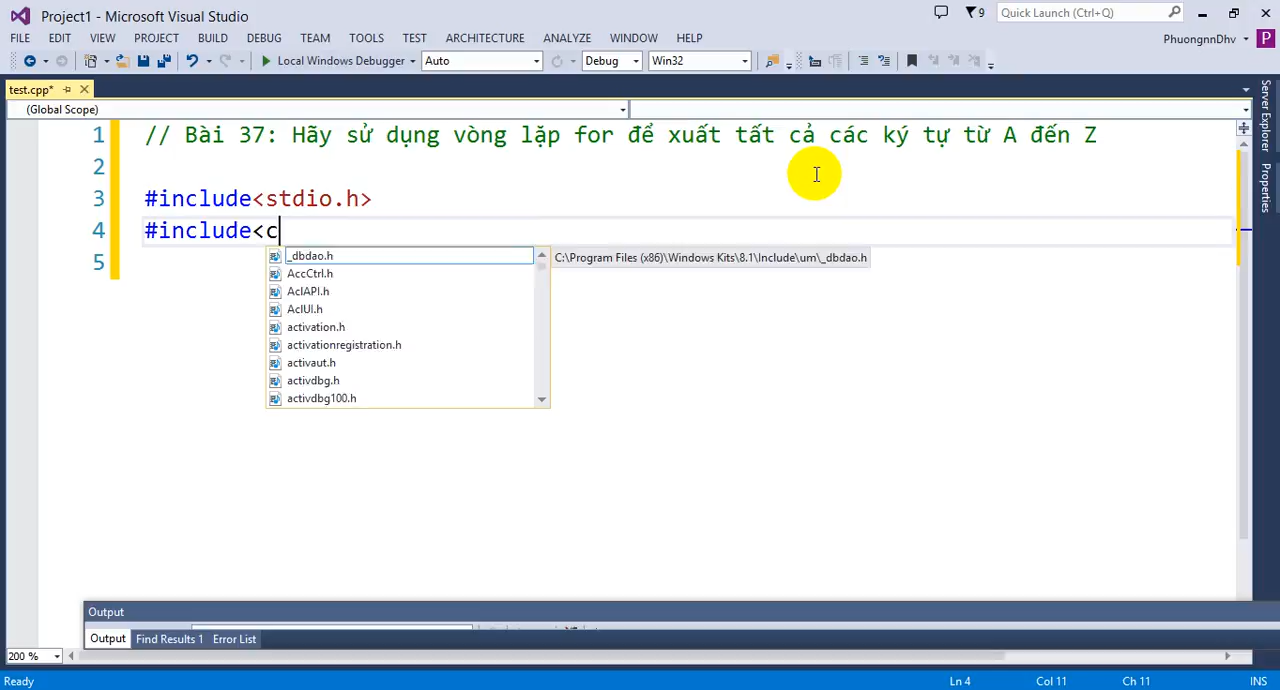 Project1 - Microsoft Visual Studio
9
Quick Launch (Ctrl+Q)
FILE EDIT VIEW PROJECT BUILD DEBUG TEAM TOOLS TEST ARCHITECTURE ANALYZE WINDOW HELP
PhuongnnDhv
P
Local Windows Debugger
Auto
Debug
Win32
test.cpp*
(Global Scope)
1 // Bài 37: Hãy sử dụng vòng lặp for để xuất tất cả các ký tự từ A đến Z
2
3 #include<stdio.h>
4 #include<c
5
_dbdao.h
C:\Program Files (x86)\Windows Kits\8.1\Include\um\_dbdao.h
AccCtrl.h
AclAPI.h
AclUI.h
activation.h
activationregistration.h
activaut.h
activdbg.h
activdbg100.h
Server Explorer
Properties
Output
Output Find Results 1 Error List
200 %
Ready
Ln 4
Col 11
Ch 11
INS